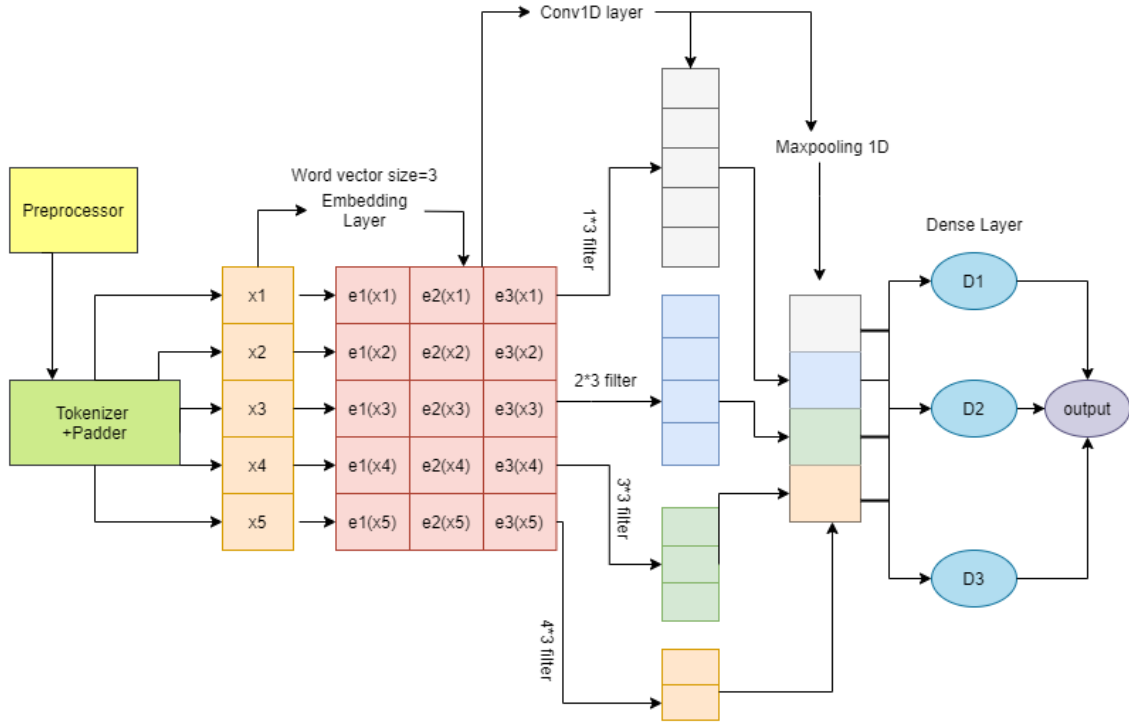 Conv1D layer
Maxpooling 1D
Word vector size=3
Embedding
Layer
Preprocessor
Dense Layer
1*3 filter
x1
e1(x1)
e2(x1)
e3(x1)
D1
x2
e1(x2)
e2(x2)
e3(x2)
2*3 filter
Tokenizer
+Padder
x3
e1(x3)
e2(x3)
e3(x3)
D2
output
x4
e1(x4)
e2(x4)
e3(x4)
3*3 filter
x5
e1(x5)
e2(x5)
e3(x5)
D3
4*3 filter